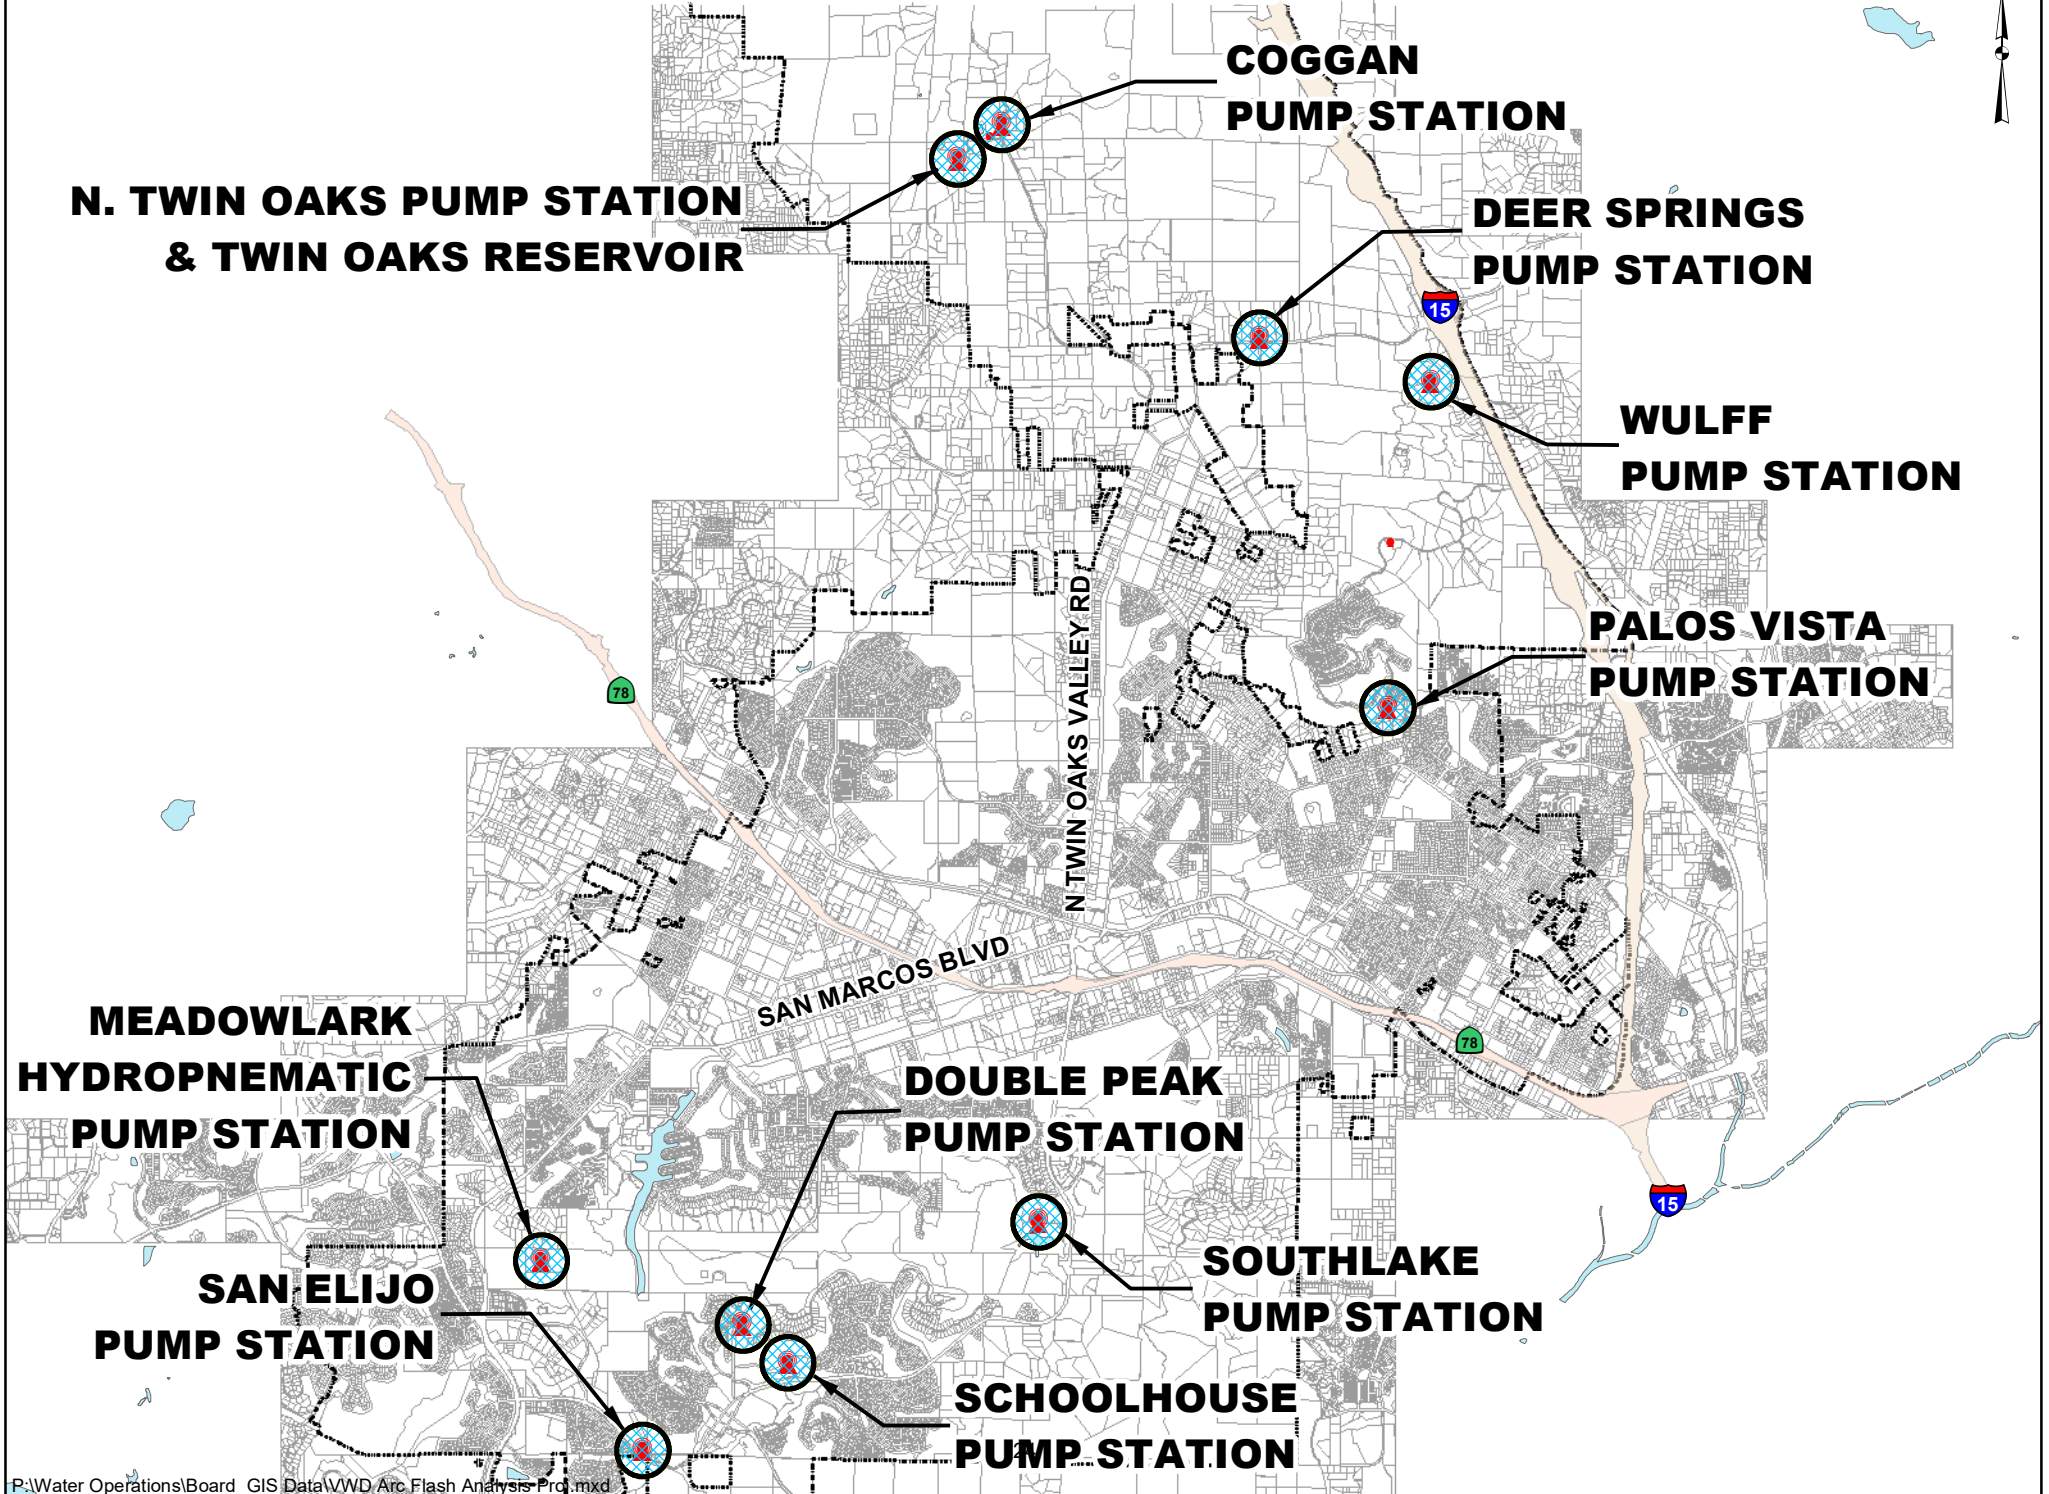 COGGAN
PUMP STATION
N. TWIN OAKS PUMP STATION
& TWIN OAKS RESERVOIR
DEER SPRINGS
PUMP STATION
15
WULFF
PUMP STATION
PALOS VISTA
PUMP STATION
78
N TWIN OAKS VALLEY RD
SAN MARCOS BLVD
MEADOWLARK
HYDROPNEMATIC
PUMP STATION
78
DOUBLE PEAK
PUMP STATION
15
SOUTHLAKE
PUMP STATION
SAN ELIJO
PUMP STATION
SCHOOLHOUSE
PUMP STATION
24
P:\Water Operations\Board GIS Data\VWD Arc Flash Analysis Proj.mxd